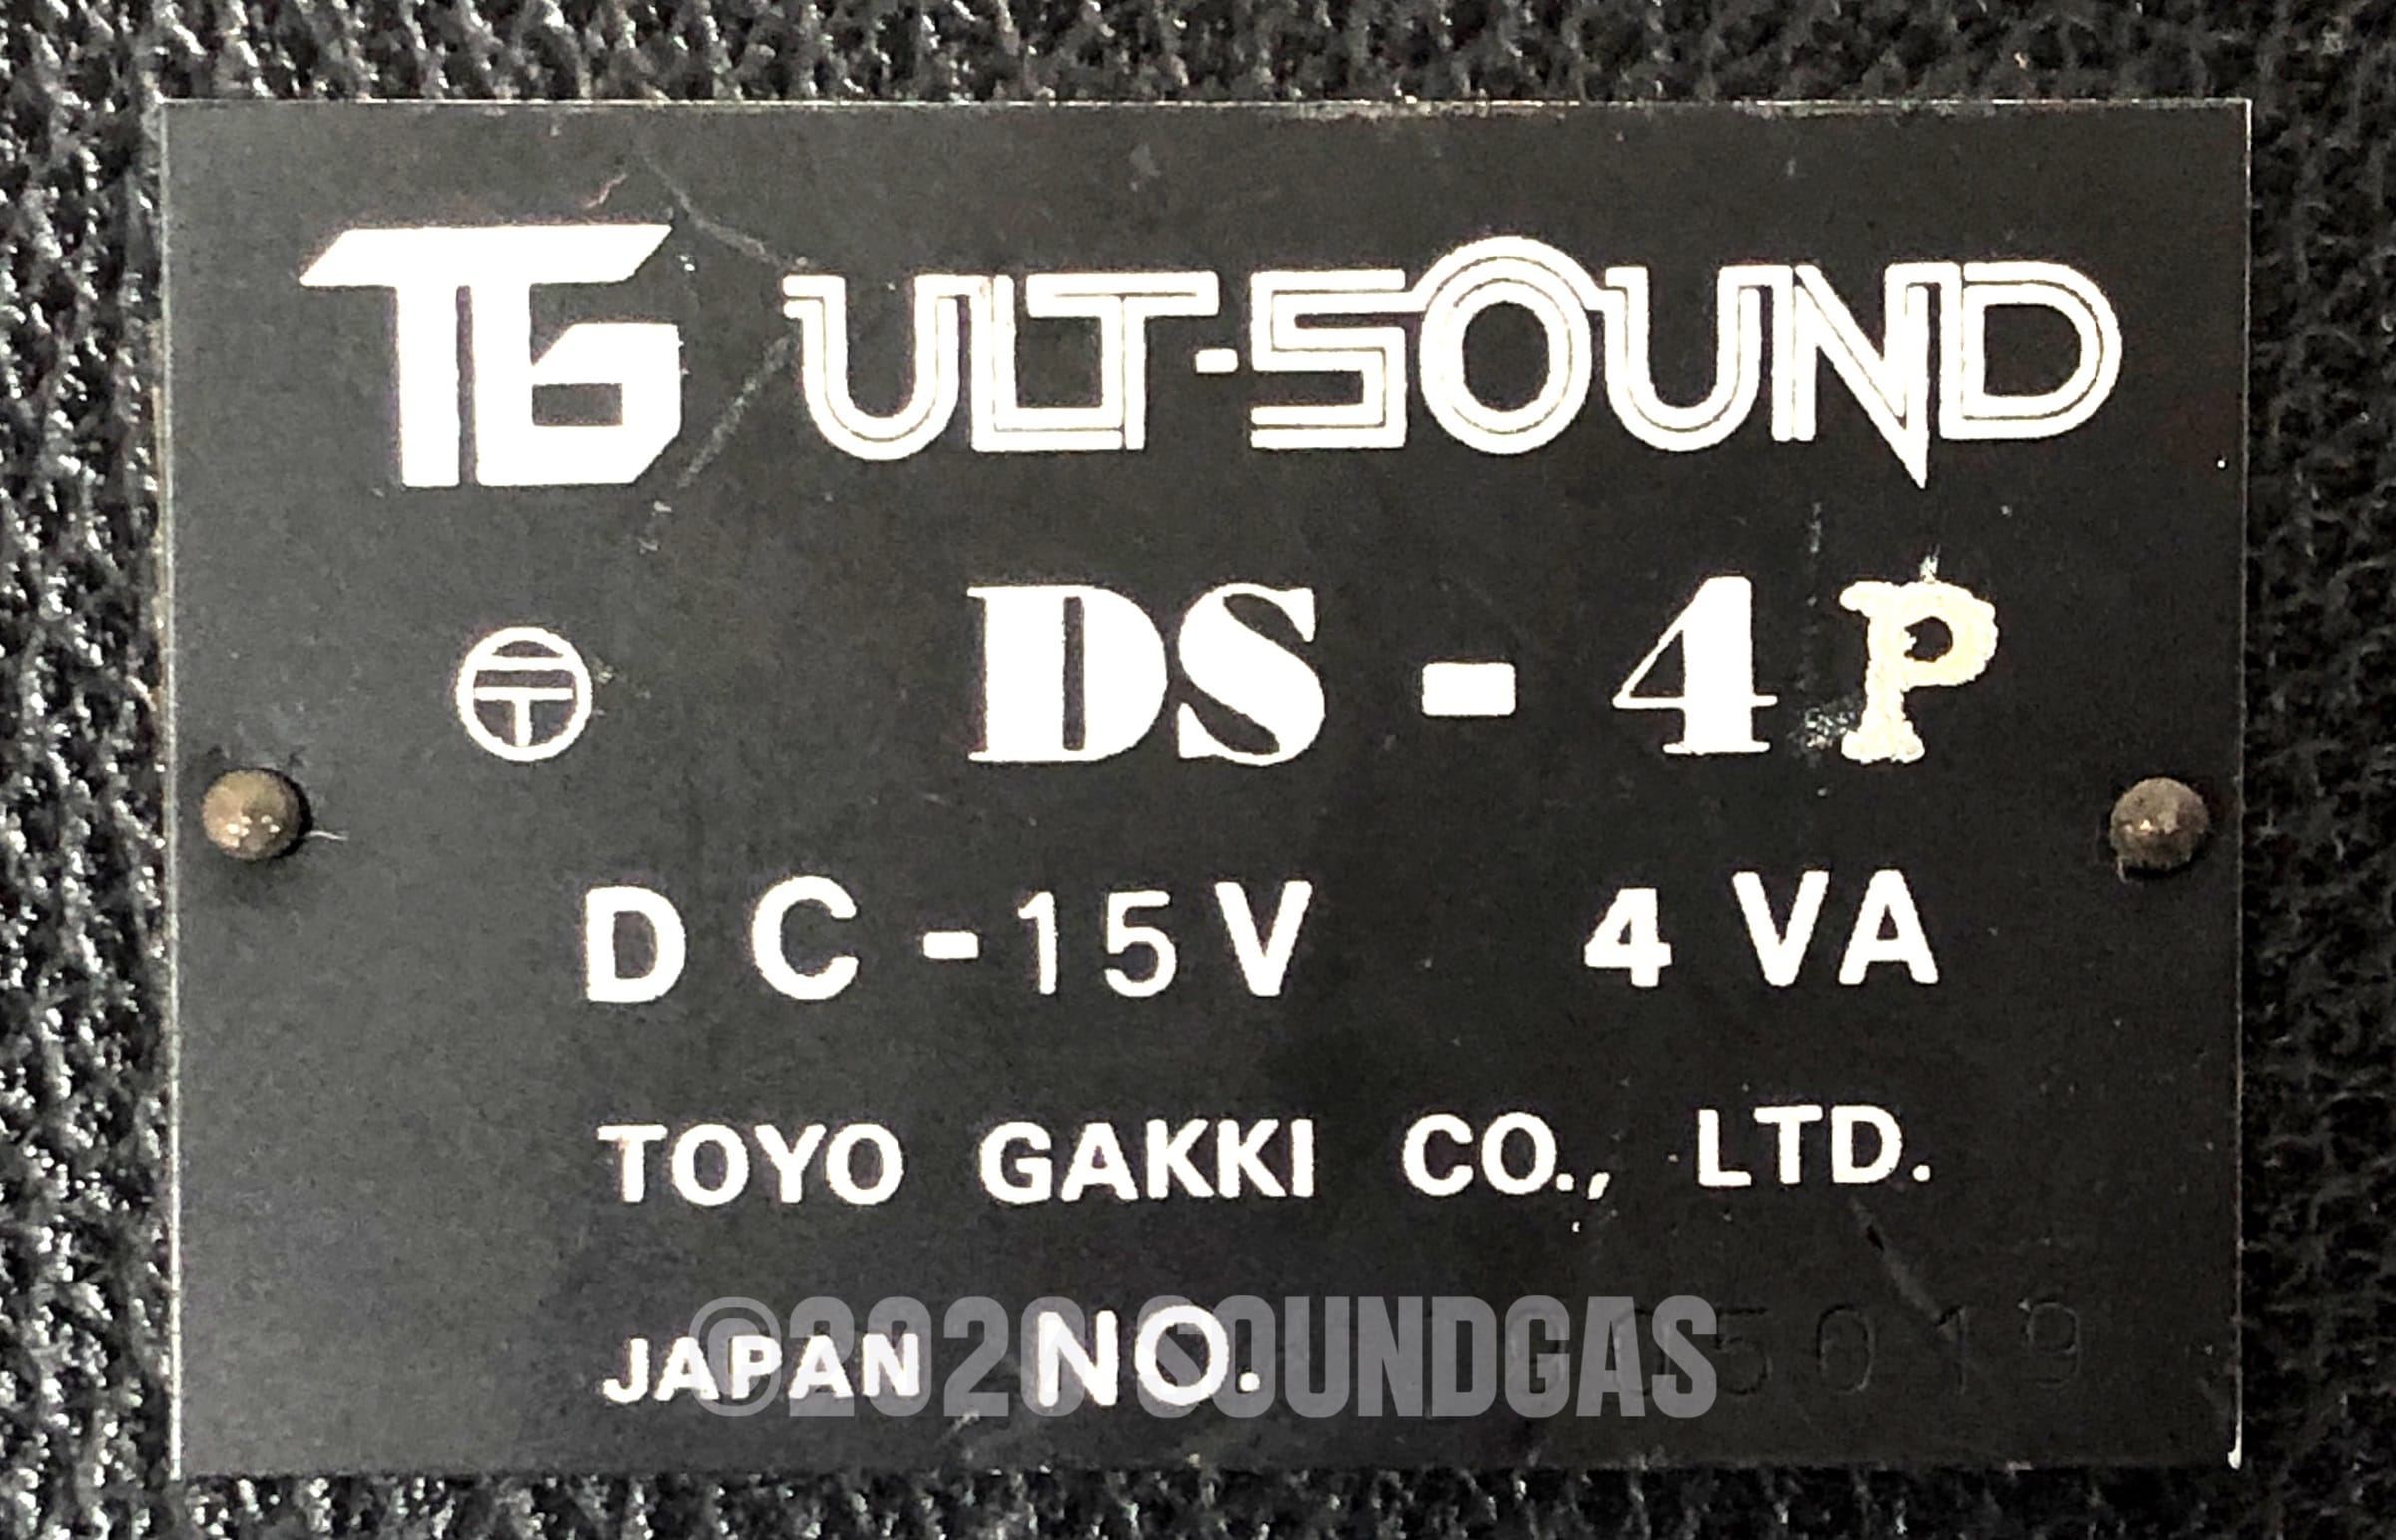 TG ULT-SOUND
〶 DS-4P
DC-15V 4VA
TOYO GAKKI CO., LTD.
JAPAN NO.
©2020 SOUNDGAS